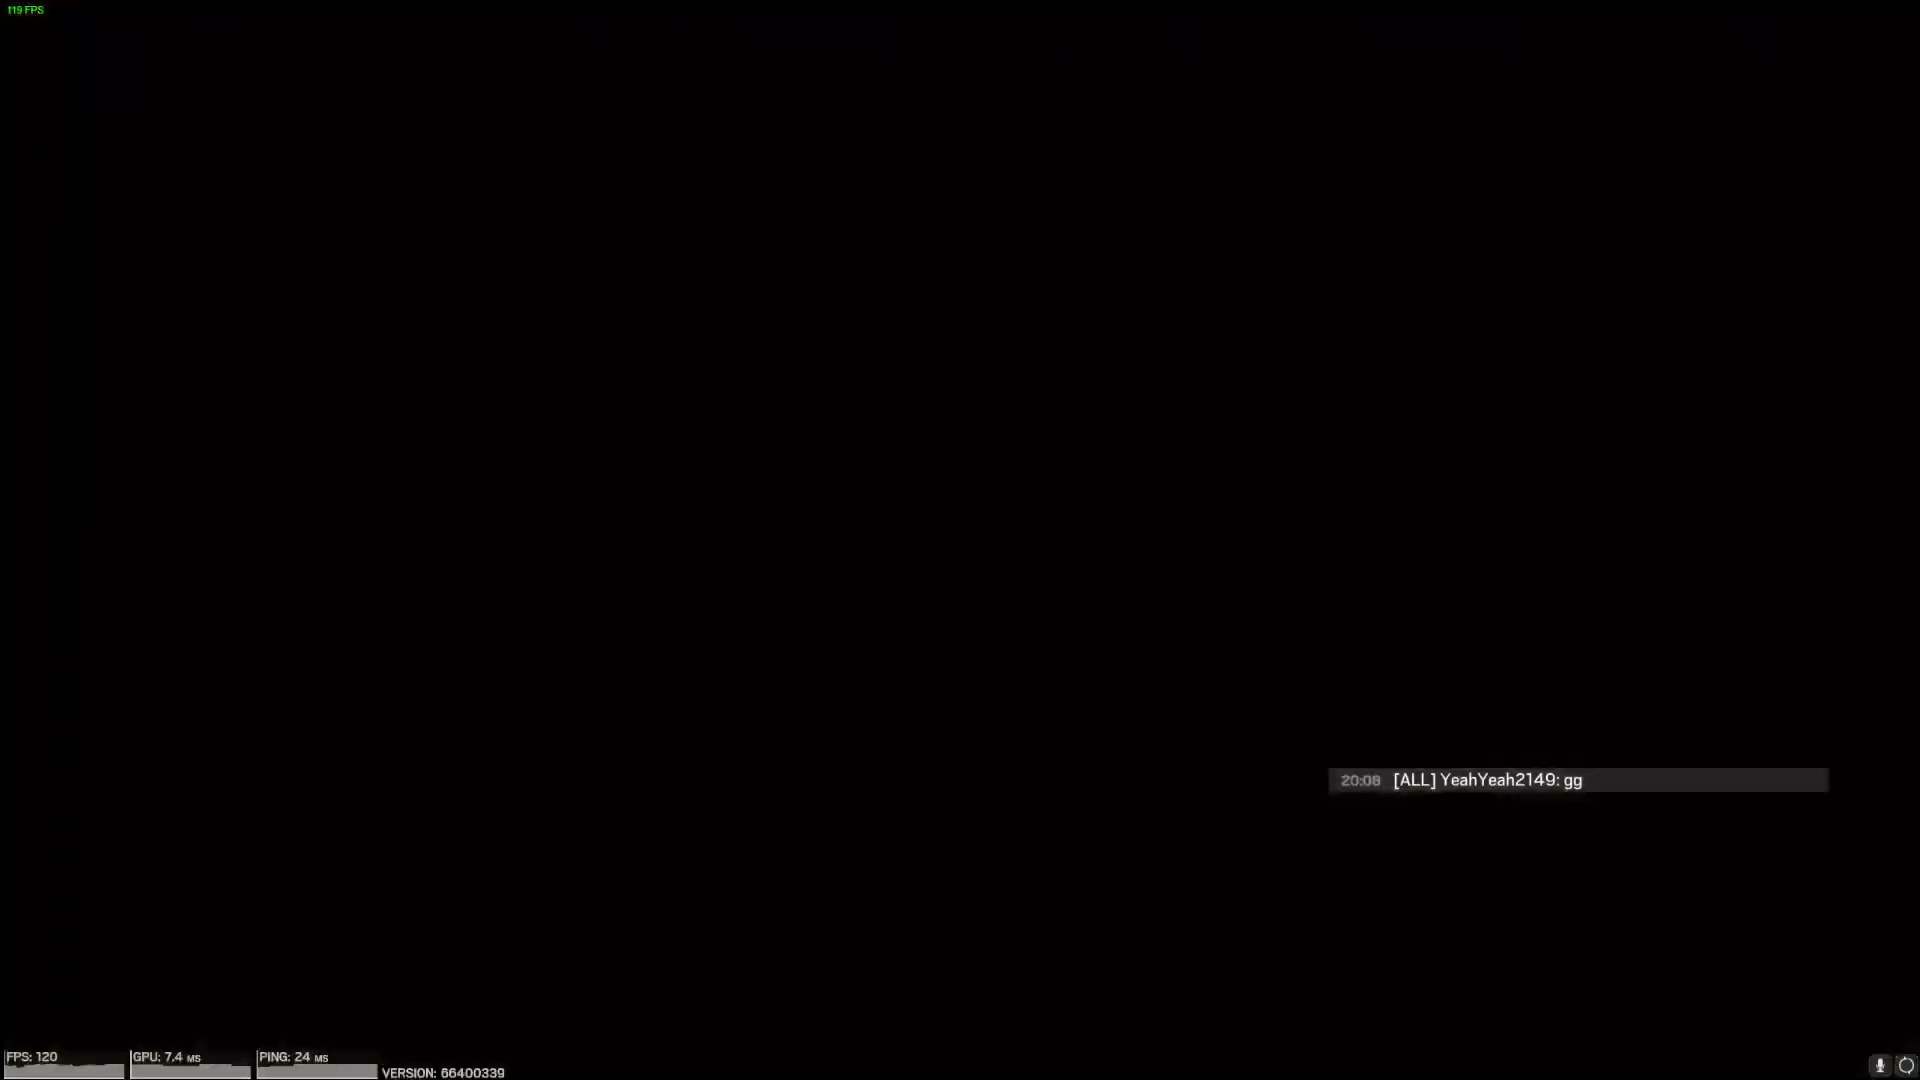 119 FPS
20:08 [ALL] YeahYeah2149: gg
FPS: 120 GPU: 7.4 MS PING: 24 MS VERSION: 66400339